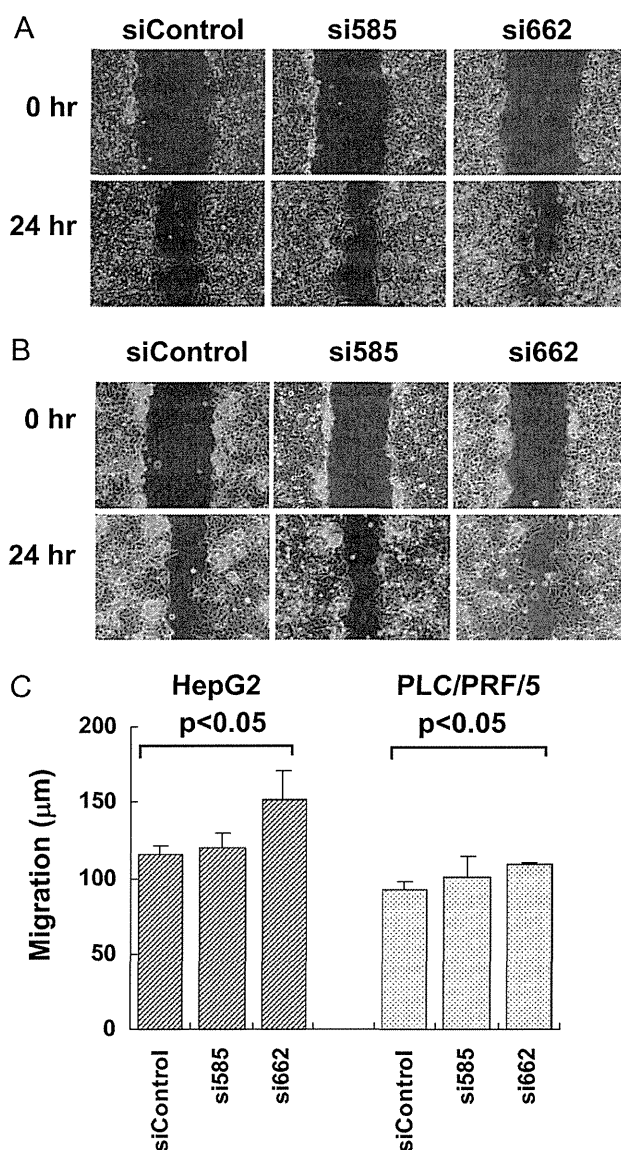 A
siControl si585 si662
0 hr
24 hr
B
siControl si585 si662
0 hr
24 hr
C
HepG2 PLC/PRF/5
p<0.05 p<0.05
200
150
100
50
0
Migration (μm)
siControl si585 si662 siControl si585 si662